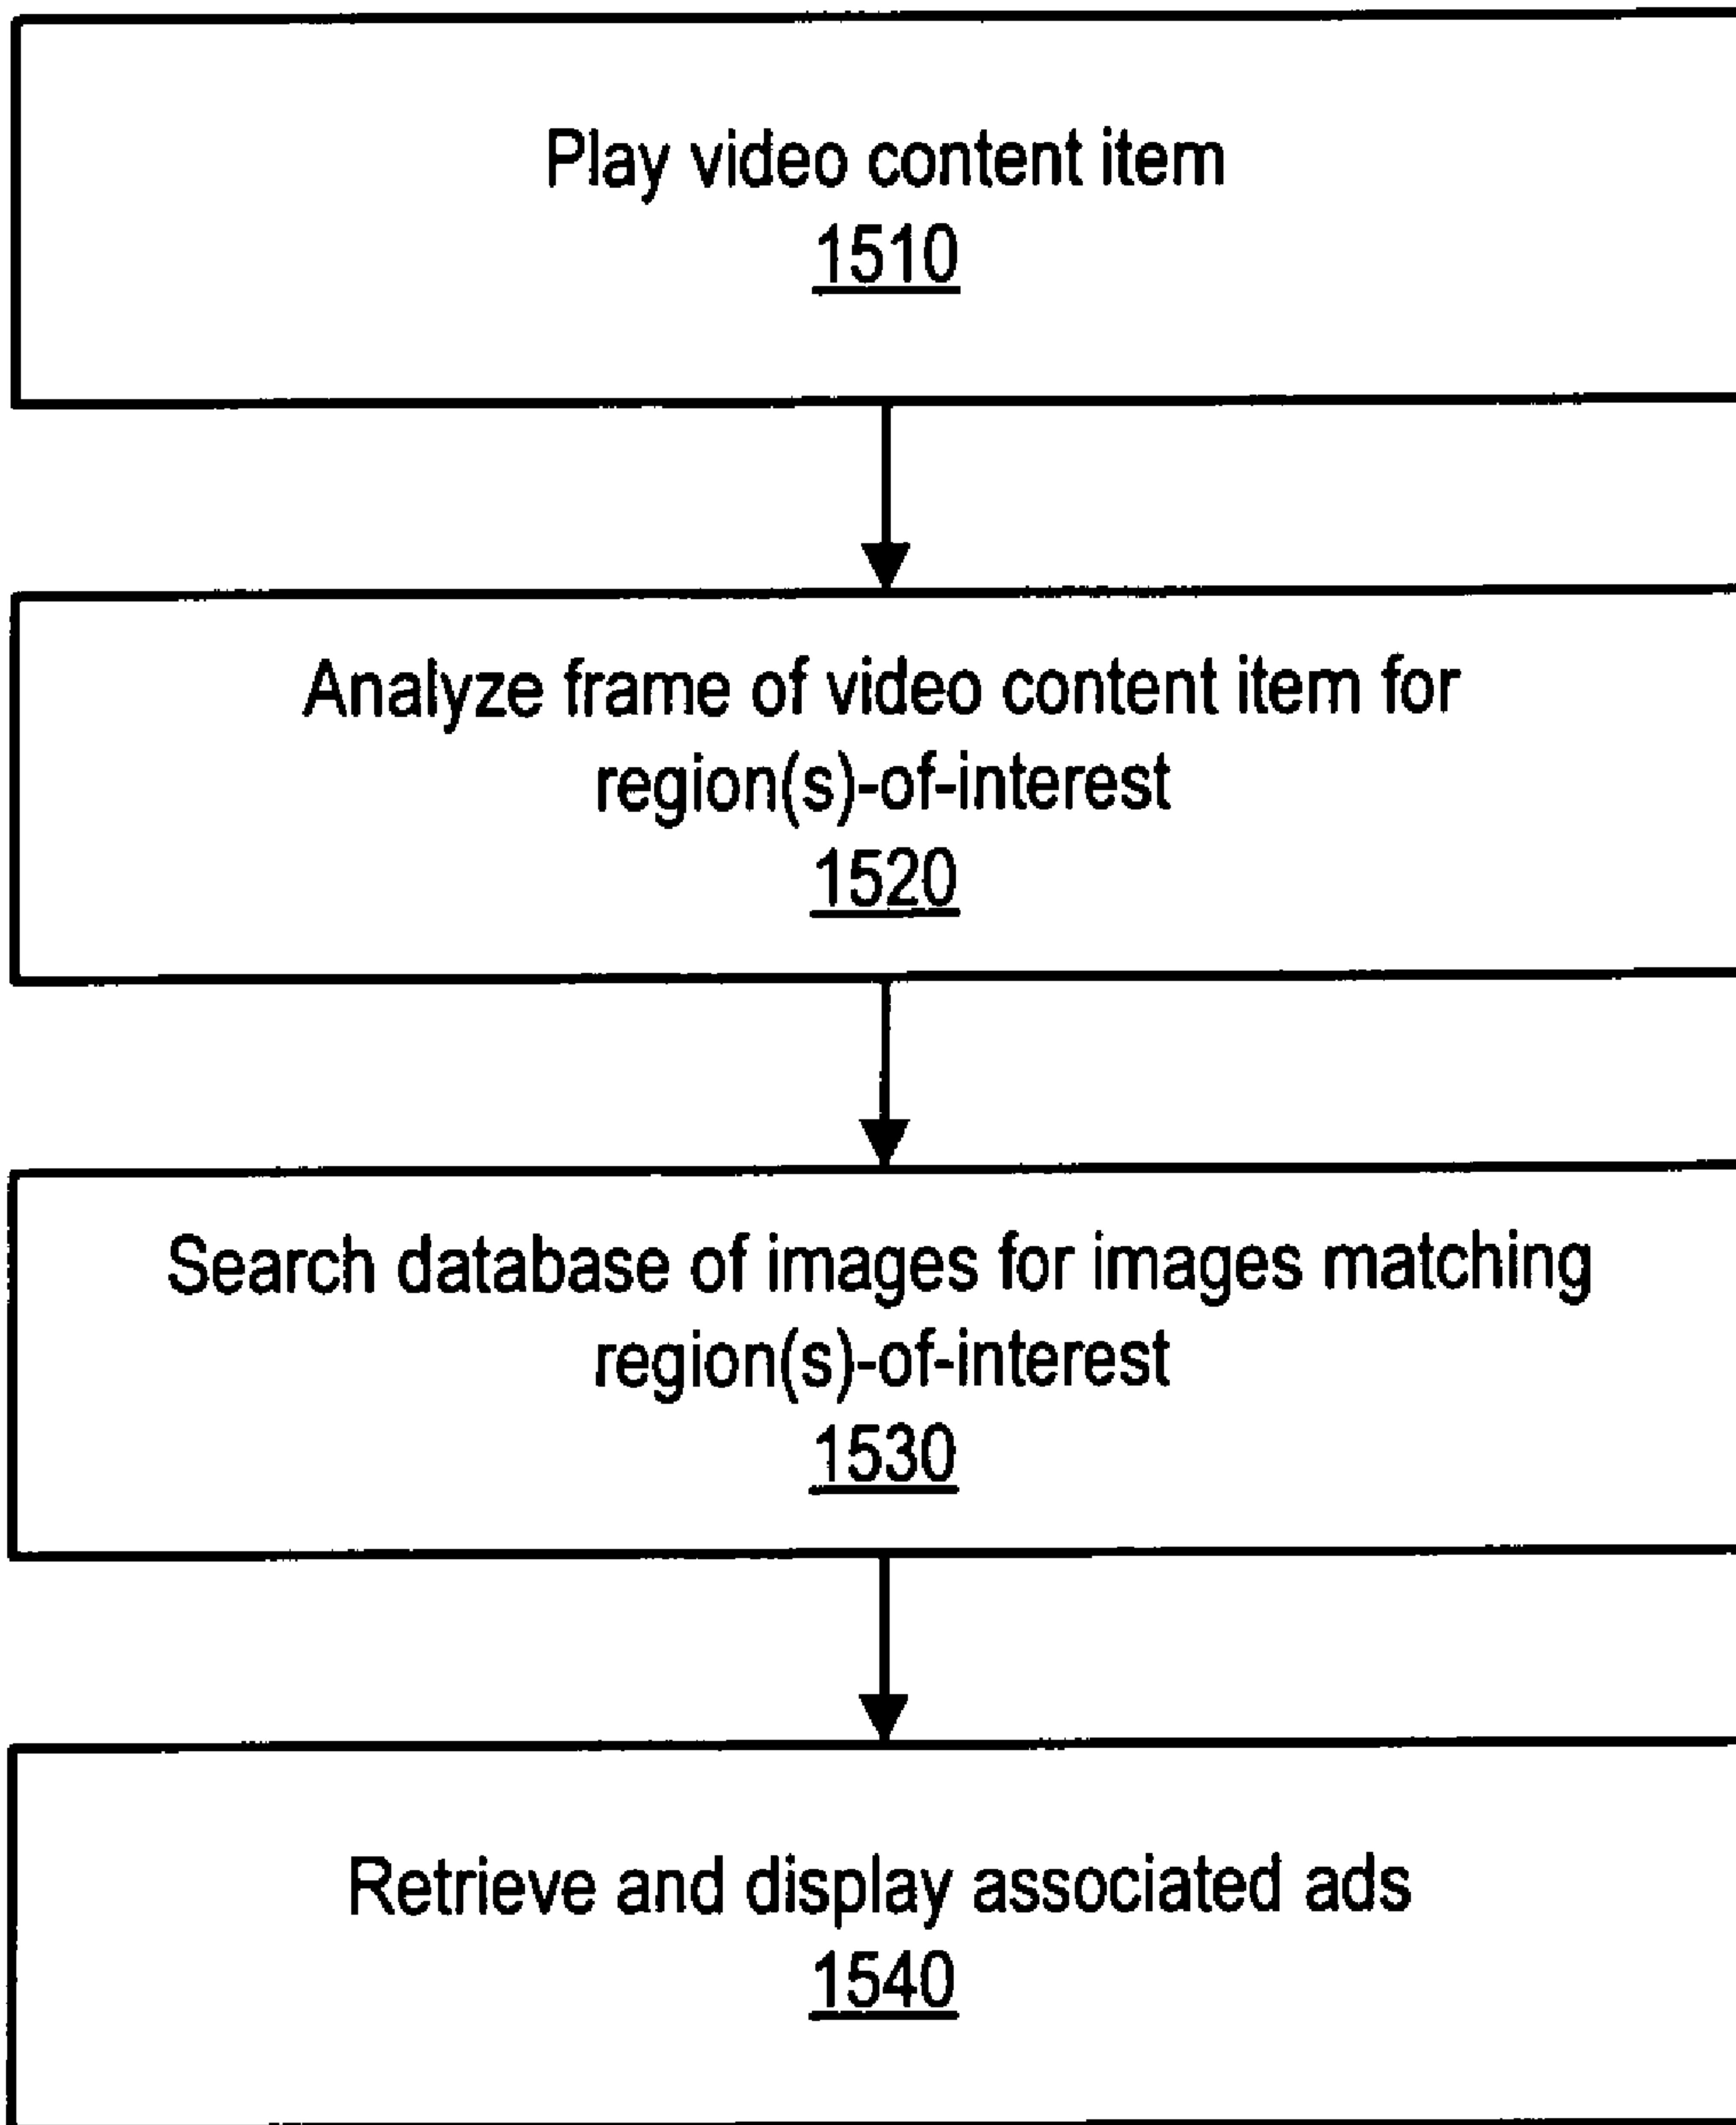 Play video content item
1510
Analyze frame of video content item for
region(s)-of-interest
1520
Search database of images for images matching
region(s)-of-interest
1530
Retrieve and display associated ads
1540